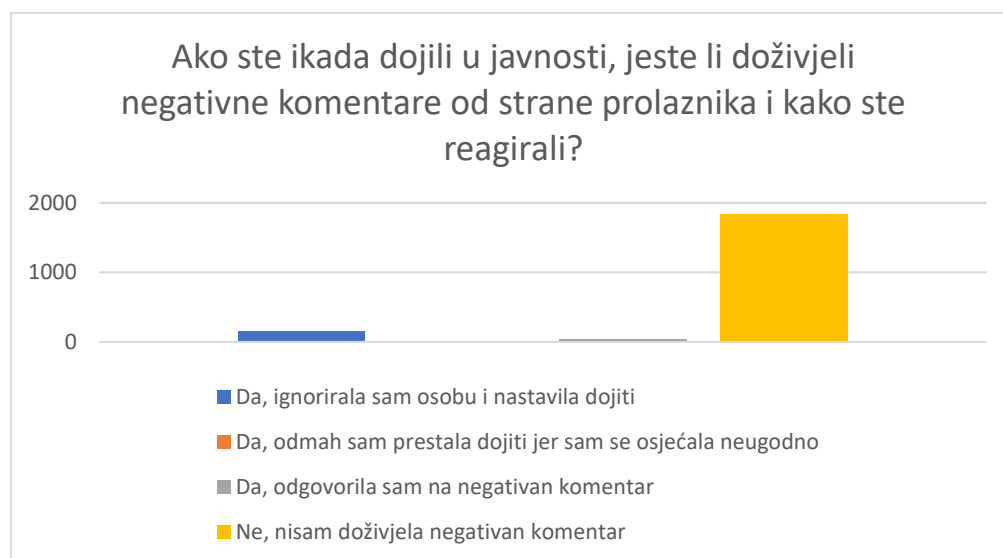 Ako ste ikada dojili u javnosti, jeste li doživjeli
negativne komentare od strane prolaznika i kako ste
reagirali?
2000
1000
0
Da, ignorirala sam osobu i nastavila dojiti
Da, odmah sam prestala dojiti jer sam se osjećala neugodno
Da, odgovorila sam na negativan komentar
Ne, nisam doživjela negativan komentar